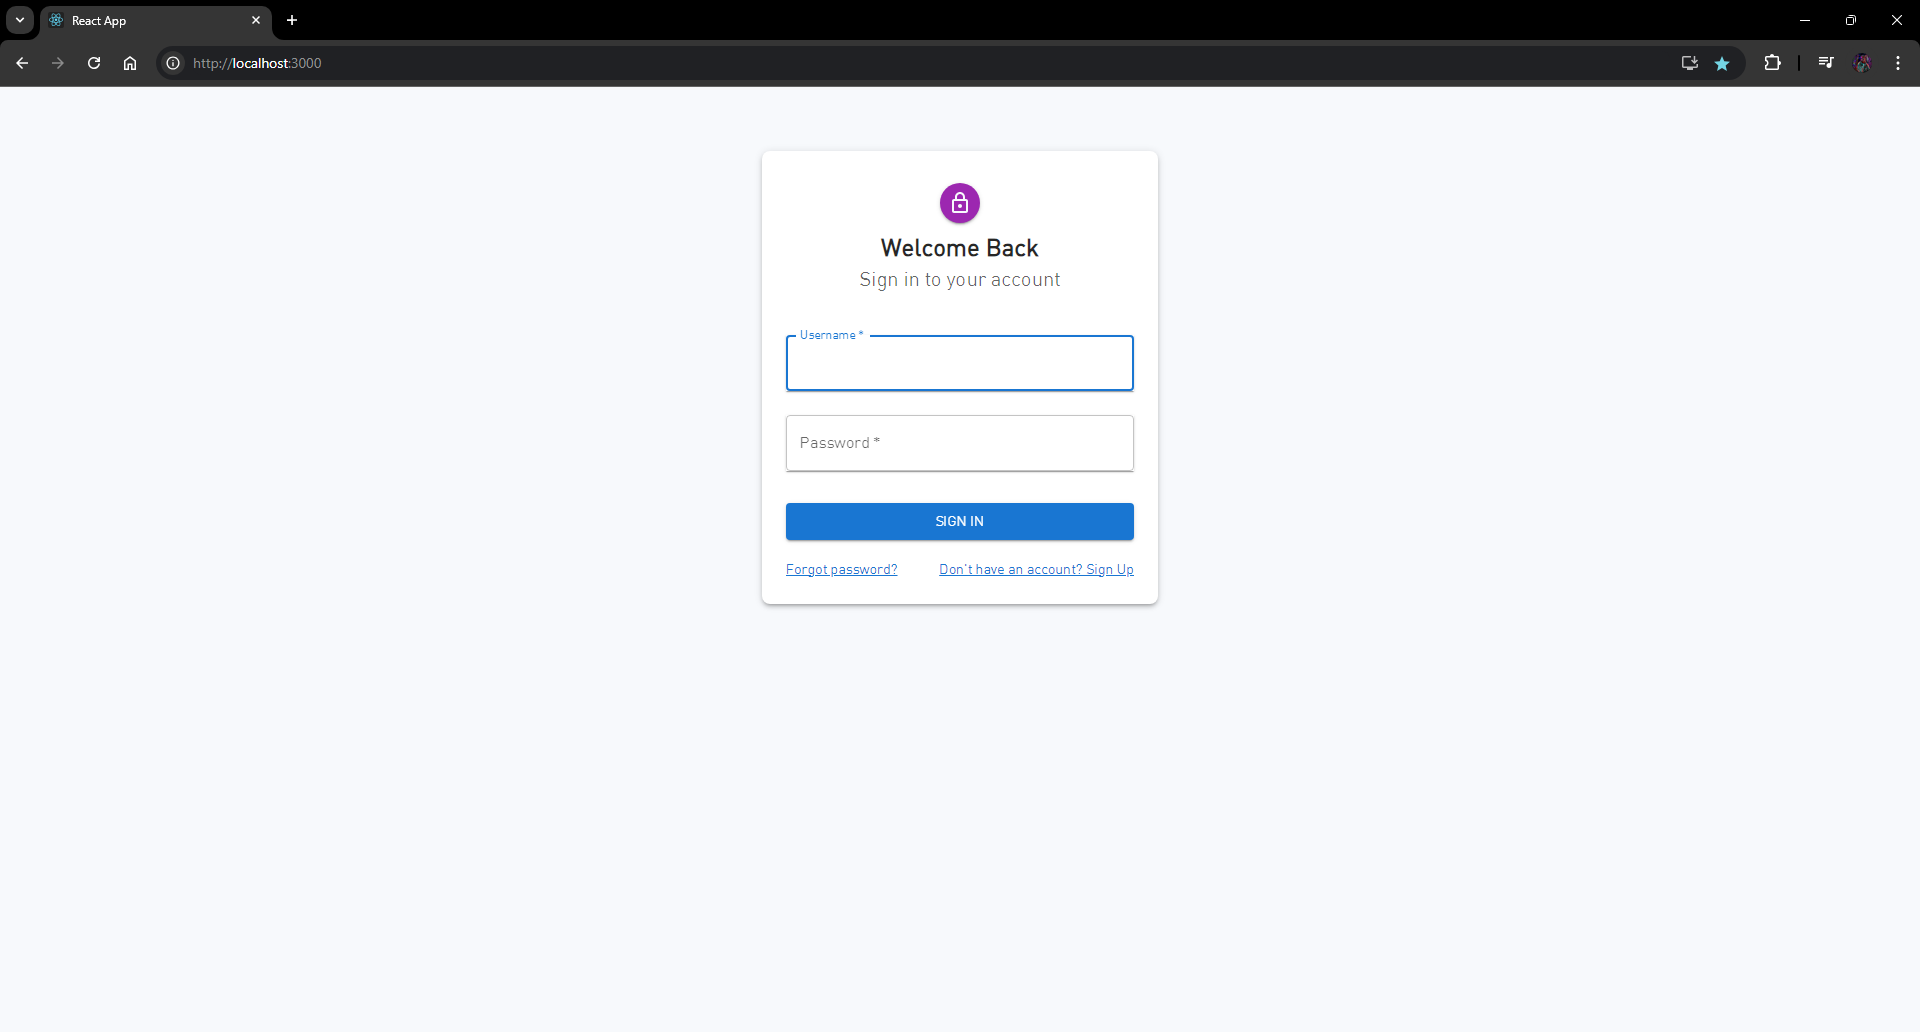 React App
http://localhost:3000
Welcome Back
Sign in to your account
Username *
Password *
SIGN IN
Forgot password? Don't have an account? Sign Up